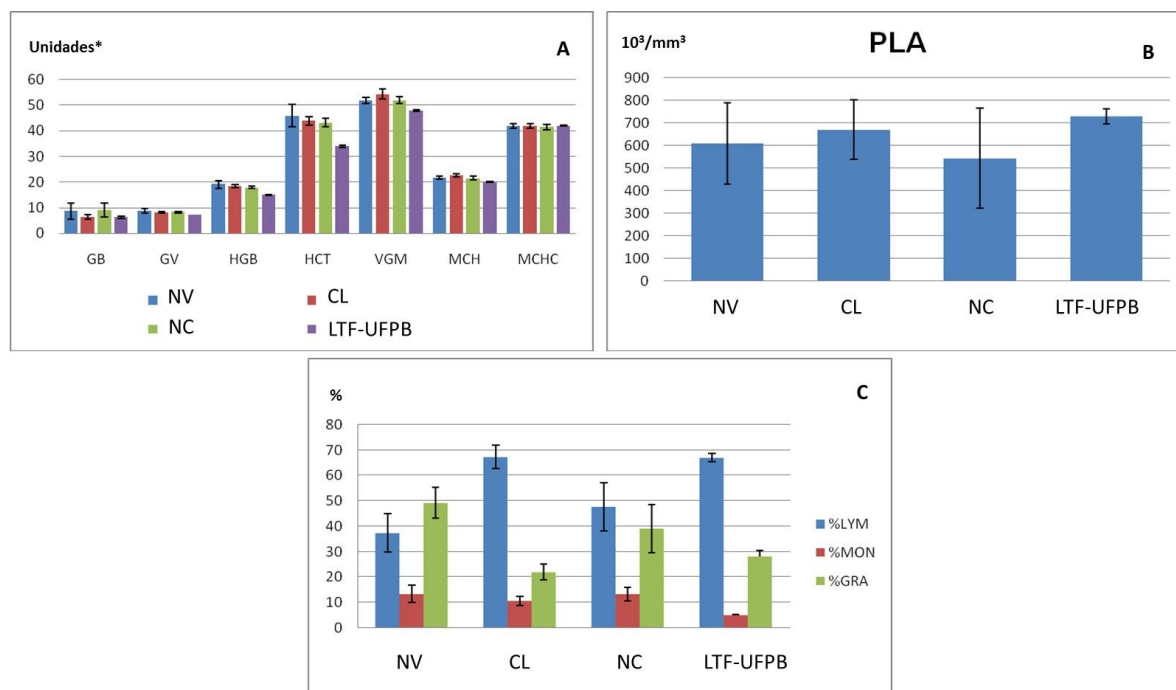 Unidades*
A
60
50
40
30
20
10
0
GB GV HGB HCT VGM MCH MCHC
NV CL
NC LTF-UFPB
10³/mm³ PLA B
900
800
700
600
500
400
300
200
100
0
NV CL NC LTF-UFPB
% C
80
70
60
50
40
30
20
10
0
NV CL NC LTF-UFPB
%LYM
%MON
%GRA